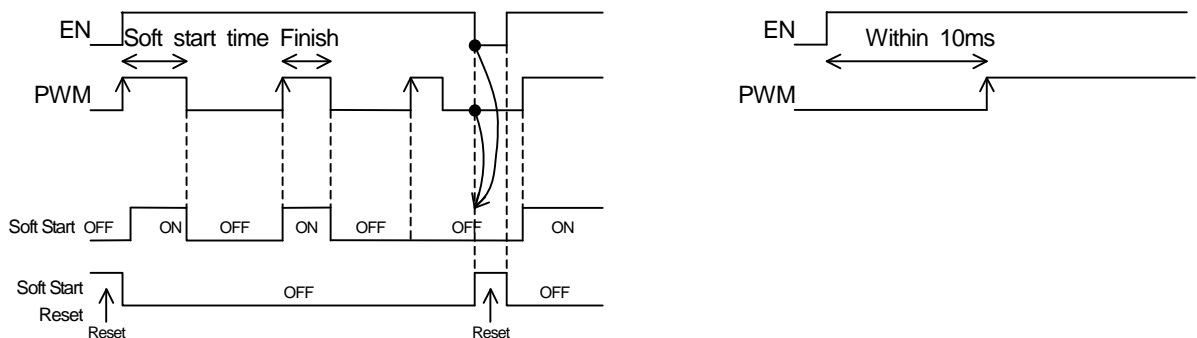 EN
Soft start time Finish
PWM
Soft Start OFF ON OFF ON OFF OFF ON
Soft Start
Reset
OFF OFF
Reset Reset
EN
Within 10ms
PWM